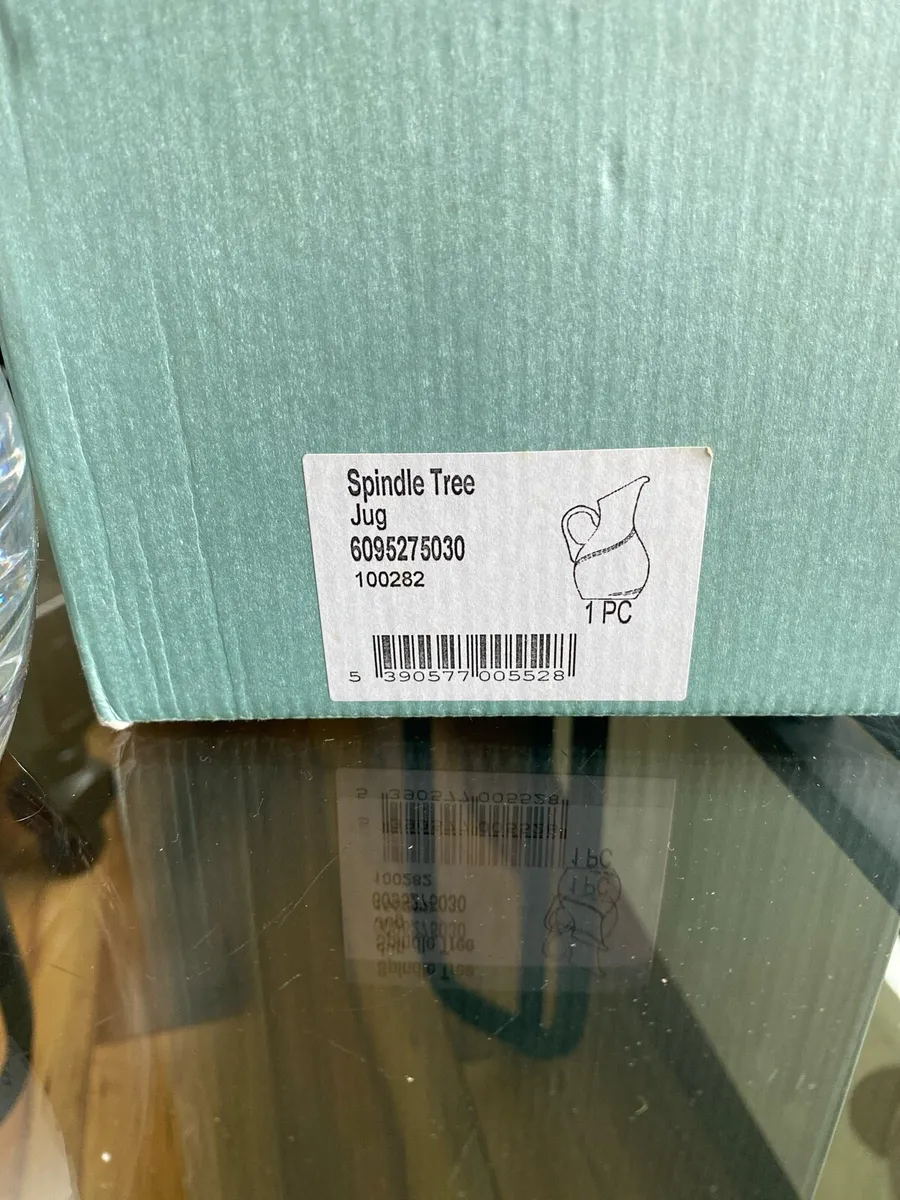 Spindle Tree
Jug
6095275030
100282
1 PC
5 390577 005528